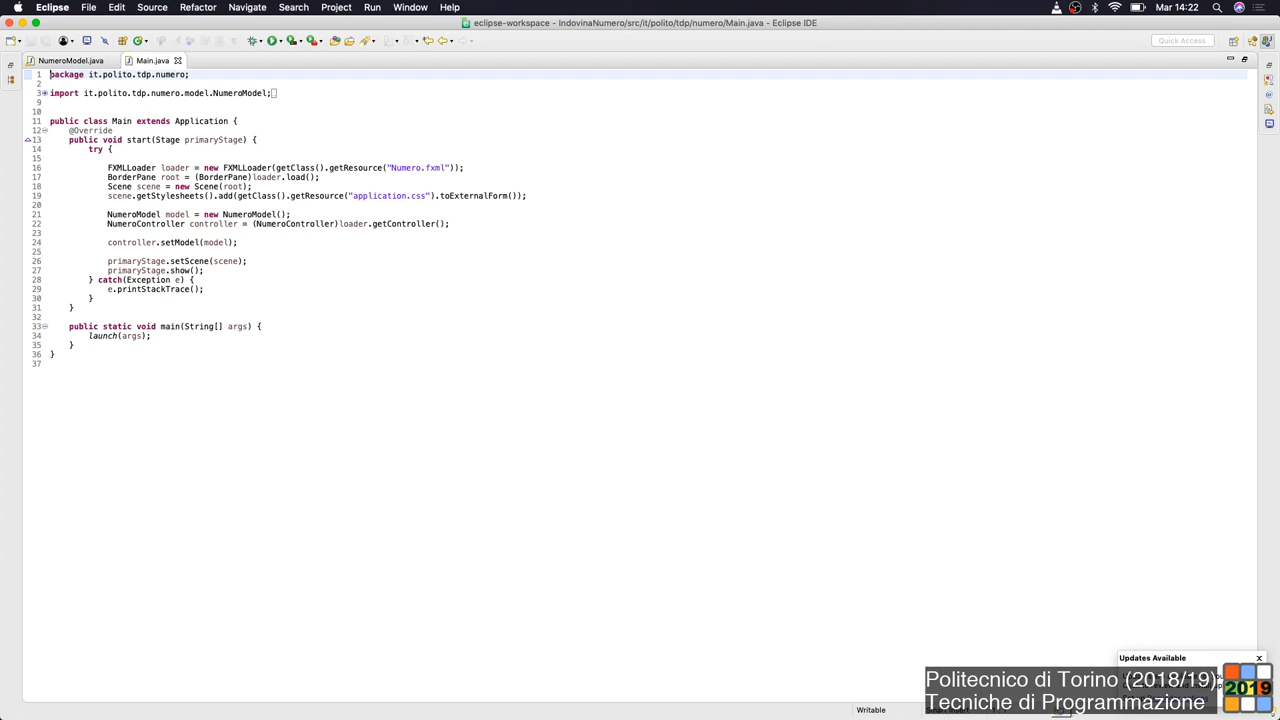 Eclipse File Edit Source Refactor Navigate Search Project Run Window Help Mar 14:22
eclipse-workspace - IndovinaNumero/src/it/polito/tdp/numero/Main.java - Eclipse IDE
Quick Access
NumeroModel.java Main.java
1 package it.polito.tdp.numero;
2
3 import it.polito.tdp.numero.model.NumeroModel;
9
10
11 public class Main extends Application {
12 @Override
13 public void start(Stage primaryStage) {
14 try {
15
16 FXMLLoader loader = new FXMLLoader(getClass().getResource("Numero.fxml"));
17 BorderPane root = (BorderPane)loader.load();
18 Scene scene = new Scene(root);
19 scene.getStylesheets().add(getClass().getResource("application.css").toExternalForm());
20
21 NumeroModel model = new NumeroModel();
22 NumeroController controller = (NumeroController)loader.getController();
23
24 controller.setModel(model);
25
26 primaryStage.setScene(scene);
27 primaryStage.show();
28 } catch(Exception e) {
29 e.printStackTrace();
30 }
31 }
32
33 public static void main(String[] args) {
34 launch(args);
35 }
36 }
37
Updates Available
Politecnico di Torino (2018/19)
Tecniche di Programmazione
2019
Writable